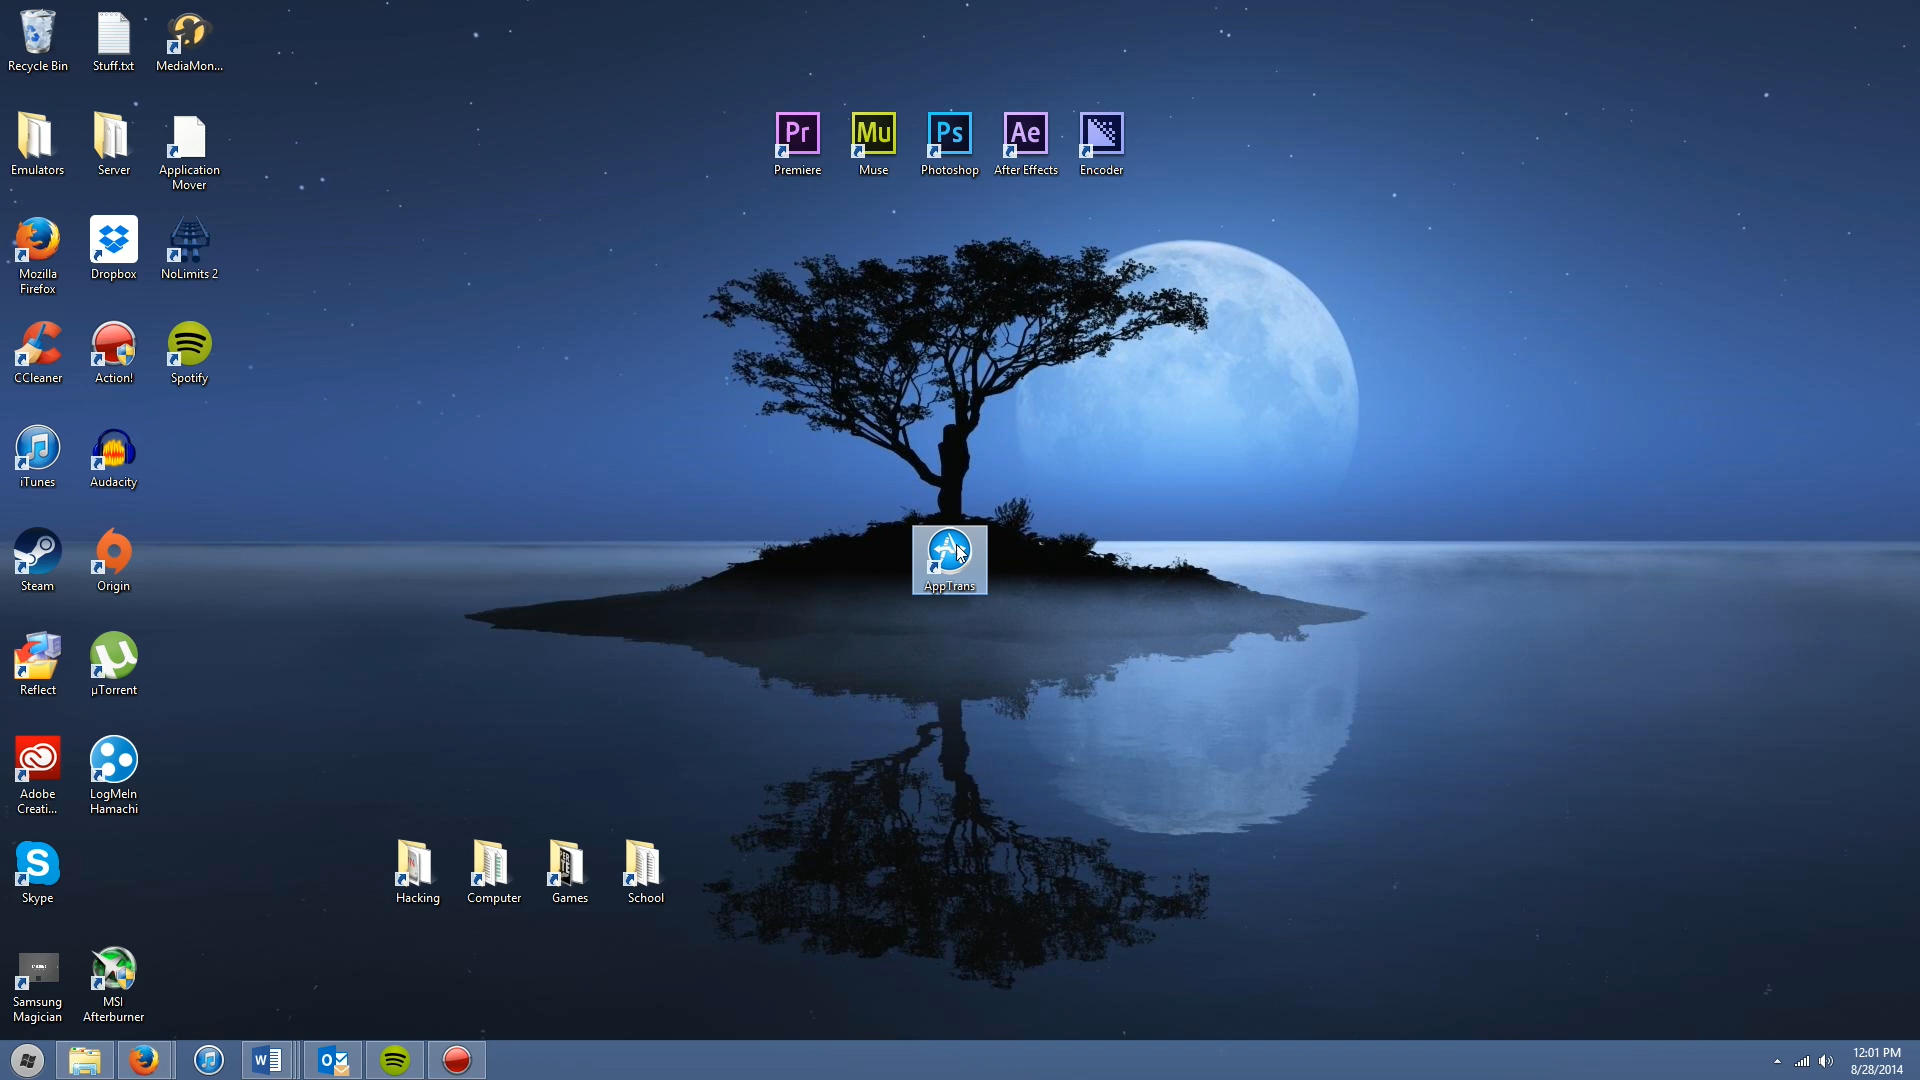 Recycle Bin
Stuff.txt
MediaMon...
Emulators
Server
Application
Mover
Pr
Mu
Ps
Ae
Premiere
Muse
Photoshop
After Effects
Encoder
Mozilla
Firefox
Dropbox
NoLimits 2
CCleaner
Action!
Spotify
iTunes
Audacity
Steam
Origin
AppTrans
Reflect
µTorrent
Adobe
Creati...
LogMeIn
Hamachi
Skype
Hacking
Computer
Games
School
Samsung
Magician
MSI
Afterburner
12:01 PM
8/28/2014